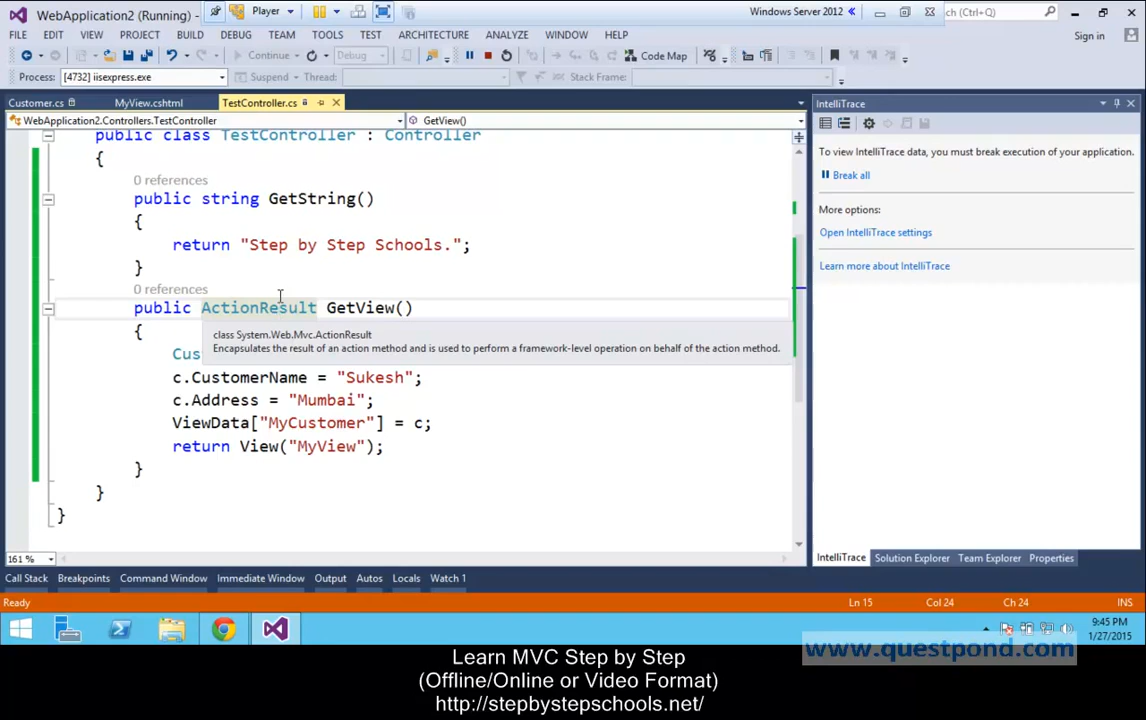 WebApplication2 (Running) -
Player
Windows Server 2012
ch (Ctrl+Q)
FILE EDIT VIEW PROJECT BUILD DEBUG TEAM TOOLS TEST ARCHITECTURE ANALYZE WINDOW HELP
Sign in
Continue Debug Code Map
Process: [4732] iisexpress.exe Suspend Thread: Stack Frame:
Customer.cs MyView.cshtml TestController.cs
WebApplication2.Controllers.TestController GetView()
public class TestController : Controller
{
0 references
public string GetString()
{
return "Step by Step Schools.";
}
0 references
public ActionResult GetView()
{
class System.Web.Mvc.ActionResult
Encapsulates the result of an action method and is used to perform a framework-level operation on behalf of the action method.
Cus
c.CustomerName = "Sukesh";
c.Address = "Mumbai";
ViewData["MyCustomer"] = c;
return View("MyView");
}
}
}
161 %
IntelliTrace
To view IntelliTrace data, you must break execution of your application.
Break all
More options:
Open IntelliTrace settings
Learn more about IntelliTrace
IntelliTrace Solution Explorer Team Explorer Properties
Call Stack Breakpoints Command Window Immediate Window Output Autos Locals Watch 1
Ready Ln 15 Col 24 Ch 24 INS
9:45 PM
1/27/2015
www.questpond.com
Learn MVC Step by Step
(Offline/Online or Video Format)
http://stepbystepschools.net/